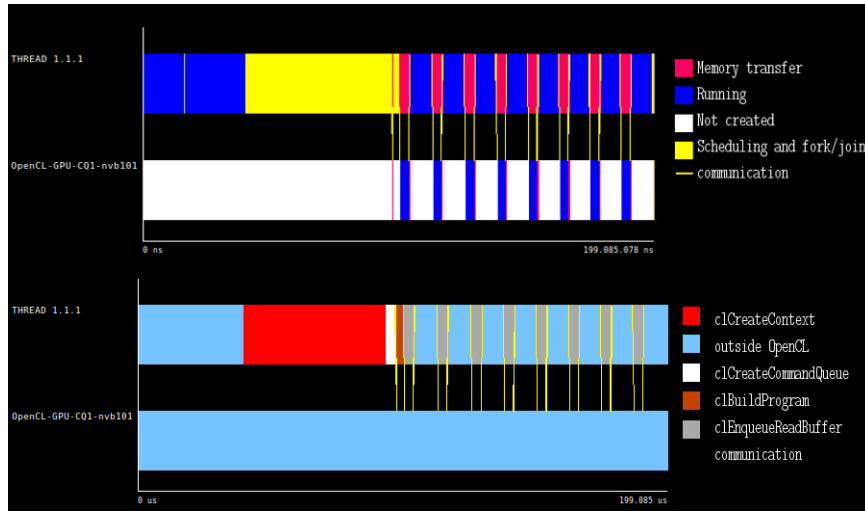 THREAD 1.1.1
Memory transfer
Running
Not created
Scheduling and fork/join
OpenCL-GPU-CQ1-nvb101
communication
0 ns
199.085.078 ns
THREAD 1.1.1
clCreateContext
outside OpenCL
clCreateCommandQueue
clBuildProgram
OpenCL-GPU-CQ1-nvb101
clEnqueueReadBuffer
communication
0 us
199.085 us